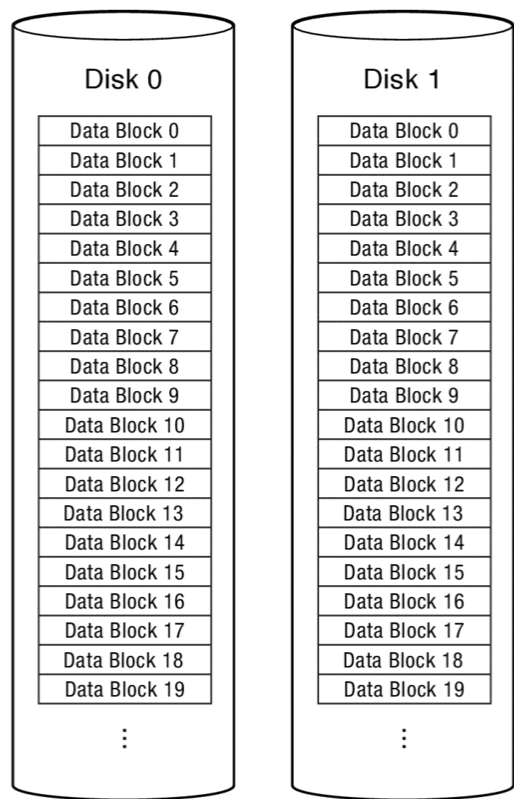 Disk 0
Data Block 0
Data Block 1
Data Block 2
Data Block 3
Data Block 4
Data Block 5
Data Block 6
Data Block 7
Data Block 8
Data Block 9
Data Block 10
Data Block 11
Data Block 12
Data Block 13
Data Block 14
Data Block 15
Data Block 16
Data Block 17
Data Block 18
Data Block 19
⋮
Disk 1
Data Block 0
Data Block 1
Data Block 2
Data Block 3
Data Block 4
Data Block 5
Data Block 6
Data Block 7
Data Block 8
Data Block 9
Data Block 10
Data Block 11
Data Block 12
Data Block 13
Data Block 14
Data Block 15
Data Block 16
Data Block 17
Data Block 18
Data Block 19
⋮